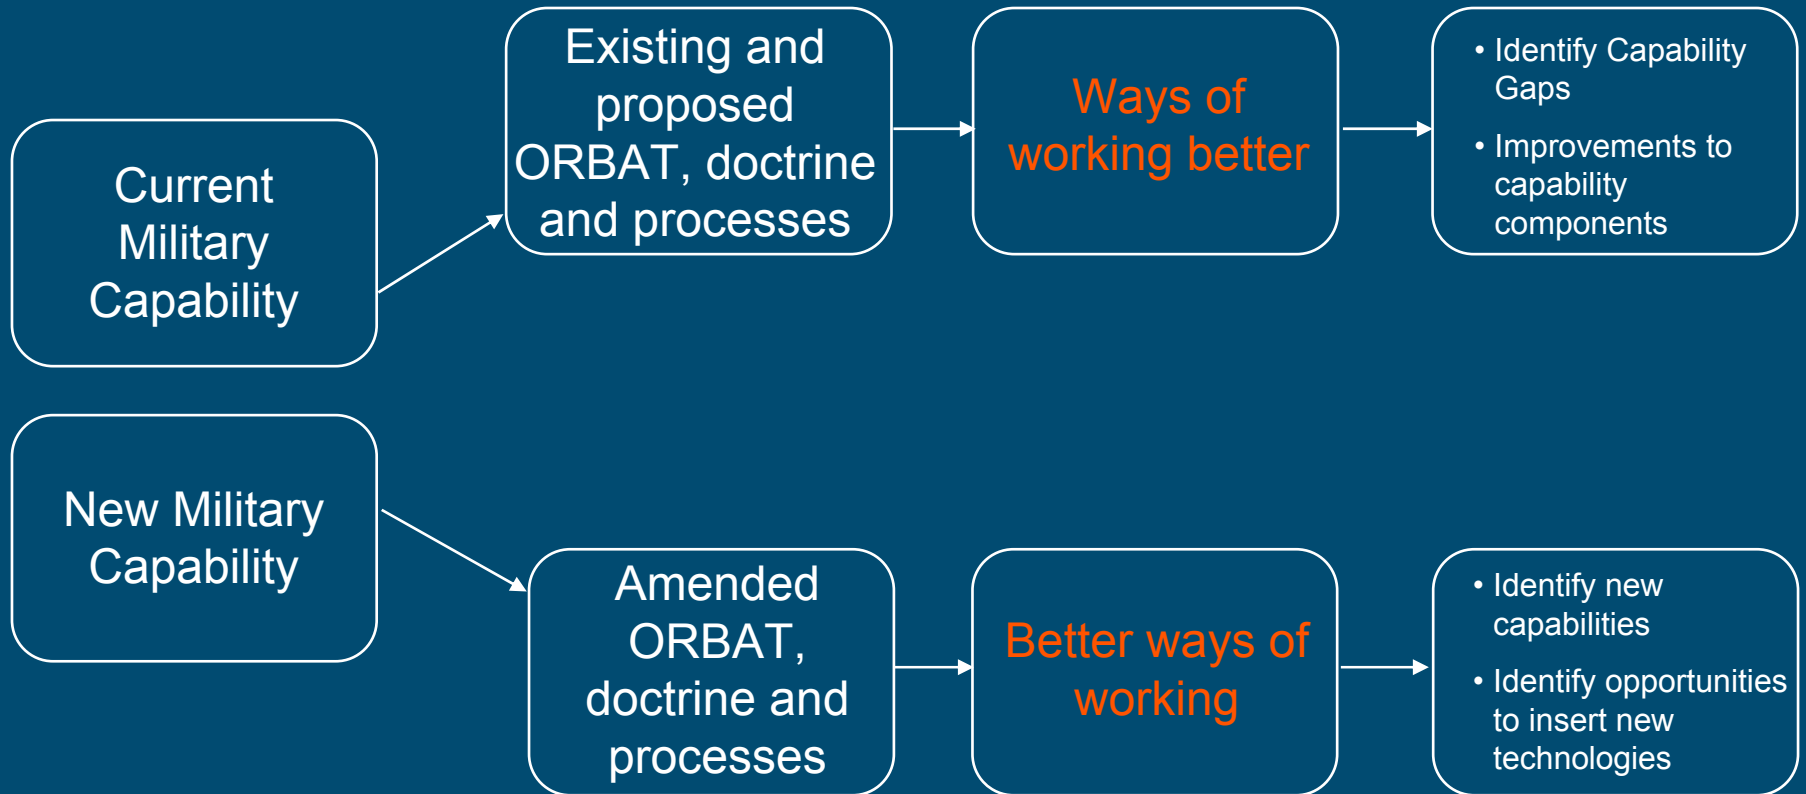 Current
Military
Capability
Existing and
proposed
ORBAT, doctrine
and processes
Ways of
working better
• Identify Capability
Gaps
• Improvements to
capability
components
New Military
Capability
Amended
ORBAT,
doctrine and
processes
Better ways of
working
• Identify new
capabilities
• Identify opportunities
to insert new
technologies